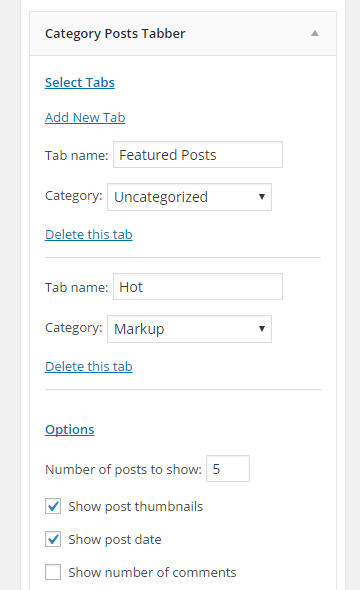 Category Posts Tabber
Select Tabs
Add New Tab
Tab name: Featured Posts
Category: Uncategorized
Delete this tab
Tab name: Hot
Category: Markup
Delete this tab
Options
Number of posts to show: 5
Show post thumbnails
Show post date
Show number of comments